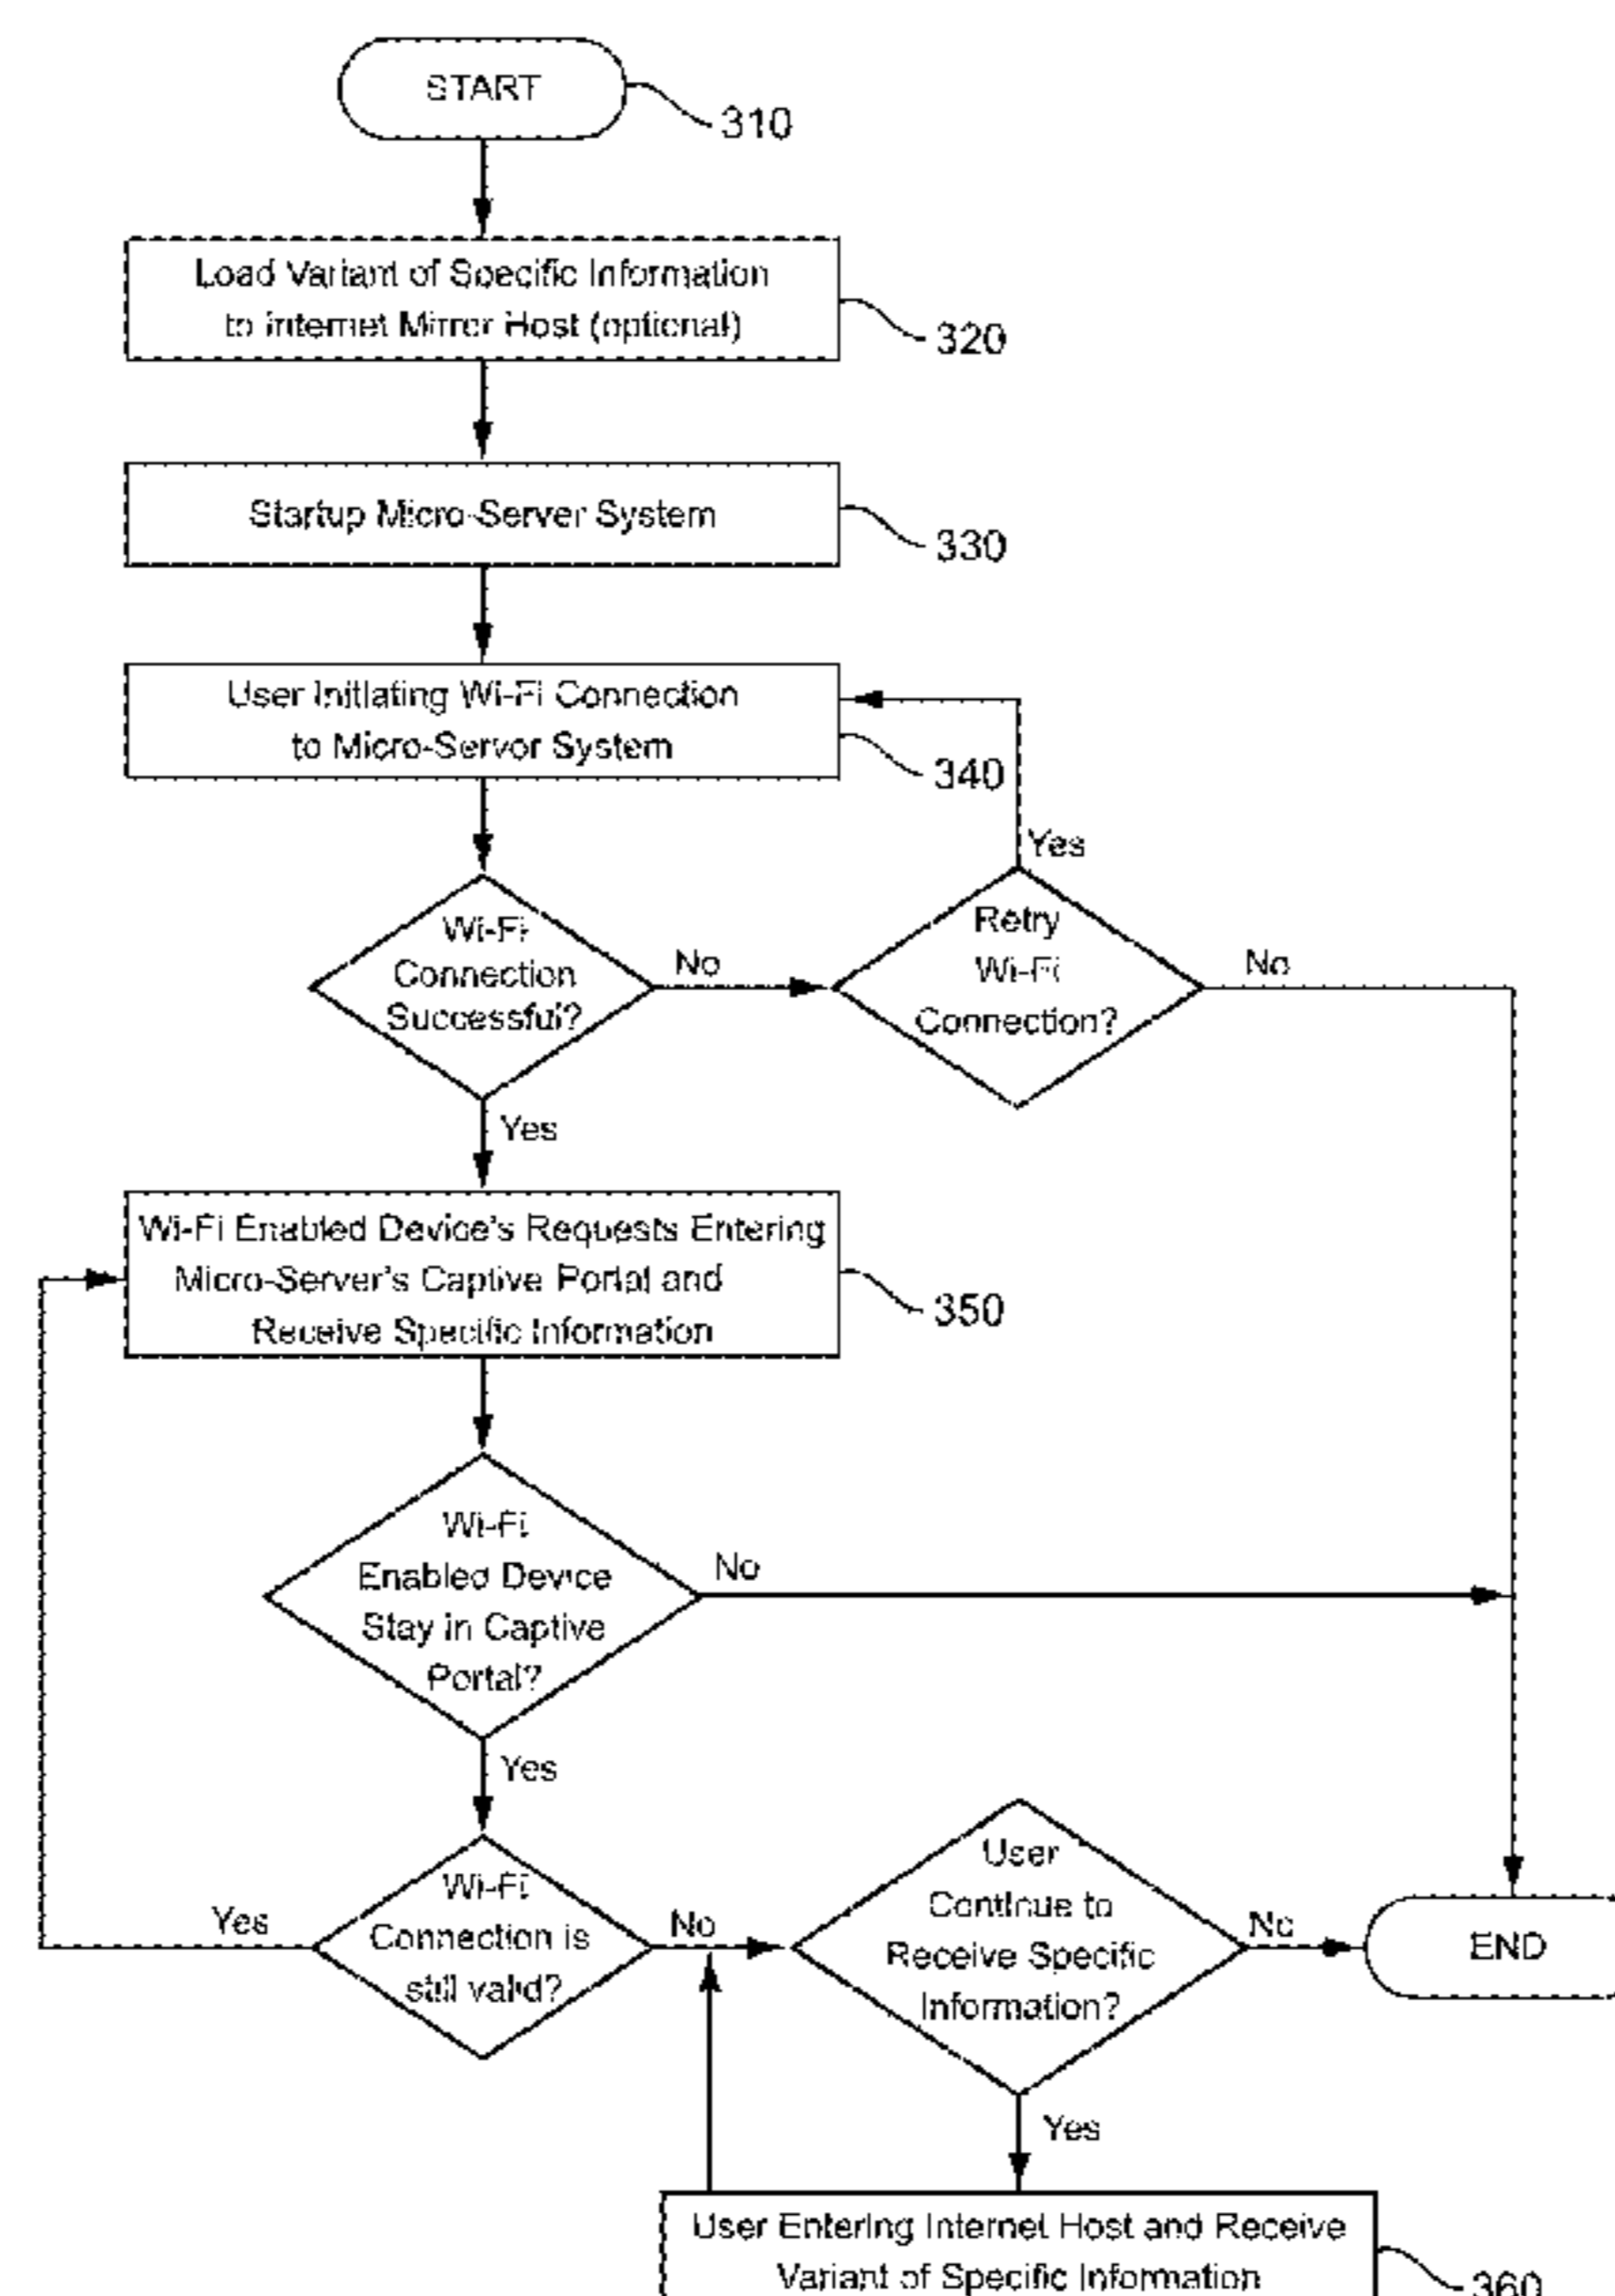 START
310
Load Variant of Specific Information
to Internet Mirror Host (optional)
320
Startup Micro-Server System
330
User Initiating Wi-Fi Connection
to Micro-Server System
340
Yes
Wi-Fi
Connection
Successful?
No
Retry
Wi-Fi
Connection?
No
Yes
Wi-Fi Enabled Device's Requests Entering
Micro-Server's Captive Portal and
Receive Specific Information
350
Wi-Fi
Enabled Device
Stay in Captive
Portal?
No
Yes
Wi-Fi
Connection is
still valid?
Yes
No
User
Continue to
Receive Specific
Information?
No
END
Yes
User Entering Internet Host and Receive
Variant of Specific Information
360